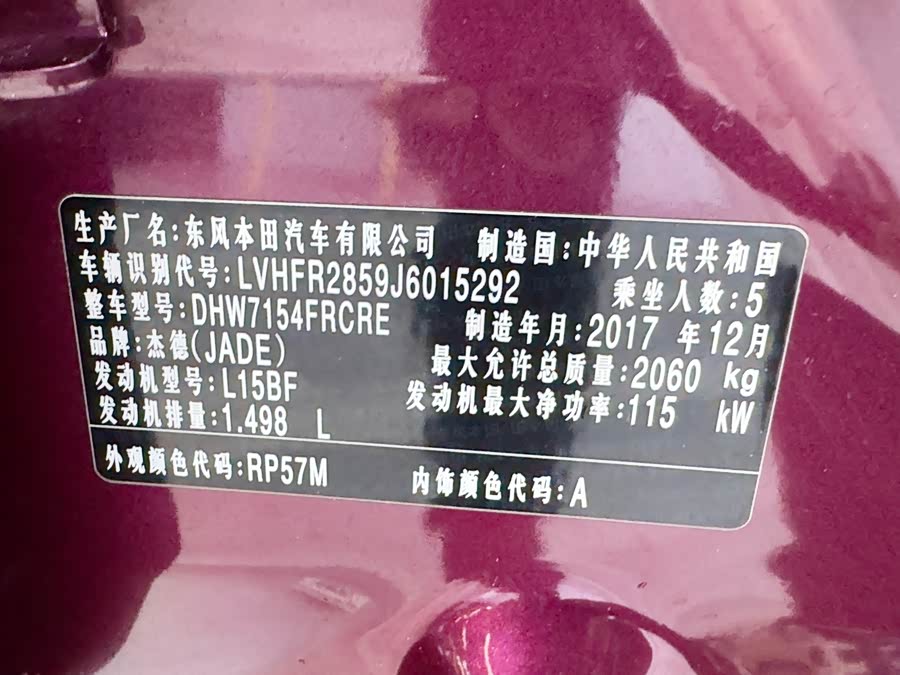 生产厂名:东风本田汽车有限公司 制造国:中华人民共和国
车辆识别代号:LVHFR2859J6015292 乘坐人数:5
整车型号:DHW7154FRCRE 制造年月:2017 年12月
品牌:杰德(JADE) 最大允许总质量:2060 kg
发动机型号:L15BF 发动机最大净功率:115 kW
发动机排量:1.498 L
外观颜色代码:RP57M 内饰颜色代码:A